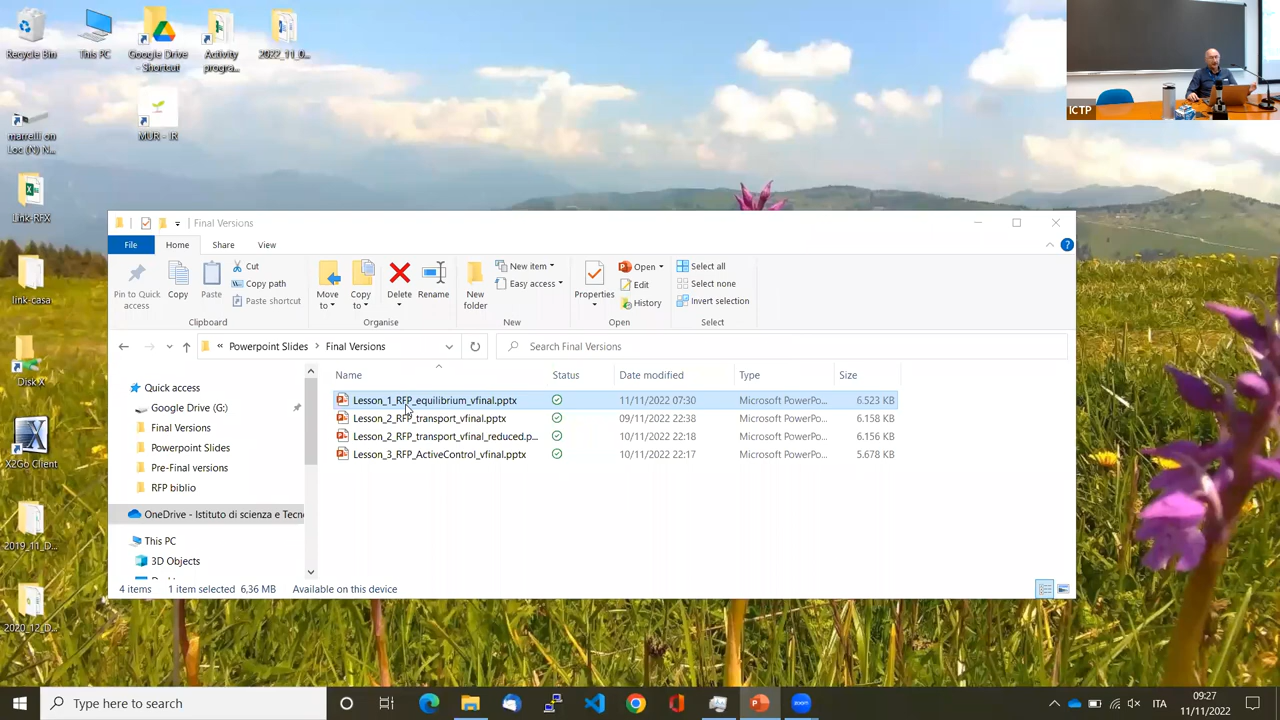 Recycle Bin
This PC
Google Drive
- Shortcut
Activity
progra...
2022_11_0...
marrelli on
Loc (N) N...
MUR - IR
Link-RFX
link-casa
Disk X
X2Go Client
2019_11_D...
2020_12_D...
ICTP
Final Versions
File
Home
Share
View
Pin to Quick
access
Copy
Paste
Cut
Copy path
Paste shortcut
Clipboard
Move
to
Copy
to
Delete
Rename
Organise
New
folder
New item
Easy access
New
Properties
Open
Edit
History
Open
Select all
Select none
Invert selection
Select
« Powerpoint Slides > Final Versions
Search Final Versions
Name
Status
Date modified
Type
Size
Lesson_1_RFP_equilibrium_vfinal.pptx 11/11/2022 07:30 Microsoft PowerPo... 6.523 KB
Lesson_2_RFP_transport_vfinal.pptx 09/11/2022 22:38 Microsoft PowerPo... 6.158 KB
Lesson_2_RFP_transport_vfinal_reduced.p... 10/11/2022 22:18 Microsoft PowerPo... 6.156 KB
Lesson_3_RFP_ActiveControl_vfinal.pptx 10/11/2022 22:17 Microsoft PowerPo... 5.678 KB
Quick access
Google Drive (G:)
Final Versions
Powerpoint Slides
Pre-Final versions
RFP biblio
OneDrive - Istituto di scienza e Tecn
This PC
3D Objects
4 items 1 item selected 6,36 MB Available on this device
Type here to search
zoom
ITA
09:27
11/11/2022